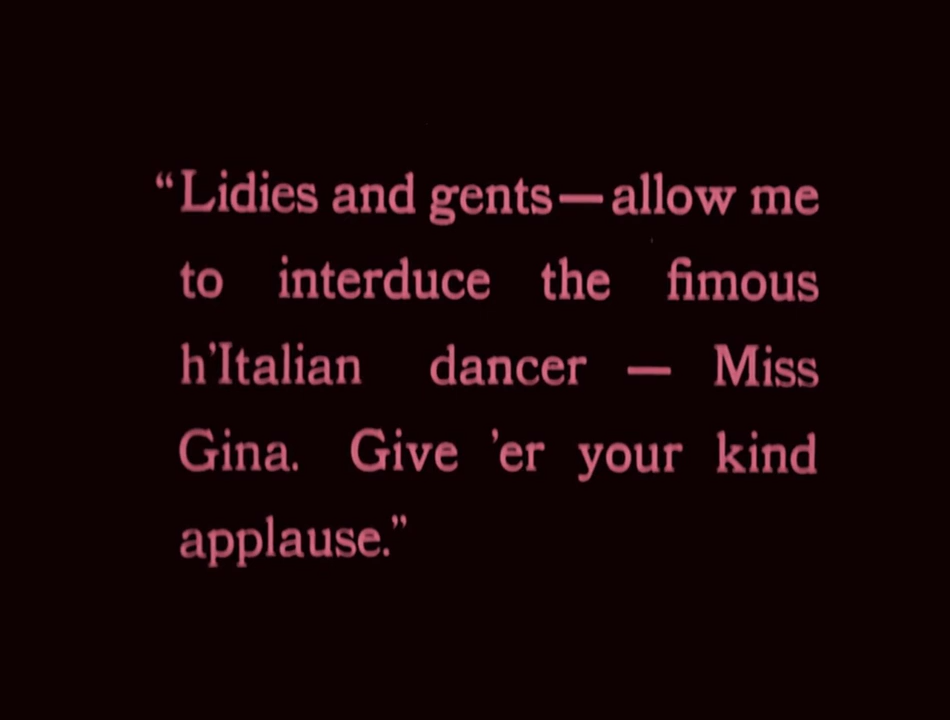 “Lidies and gents—allow me
to interduce the fimous
h’Italian dancer — Miss
Gina. Give ’er your kind
applause.”